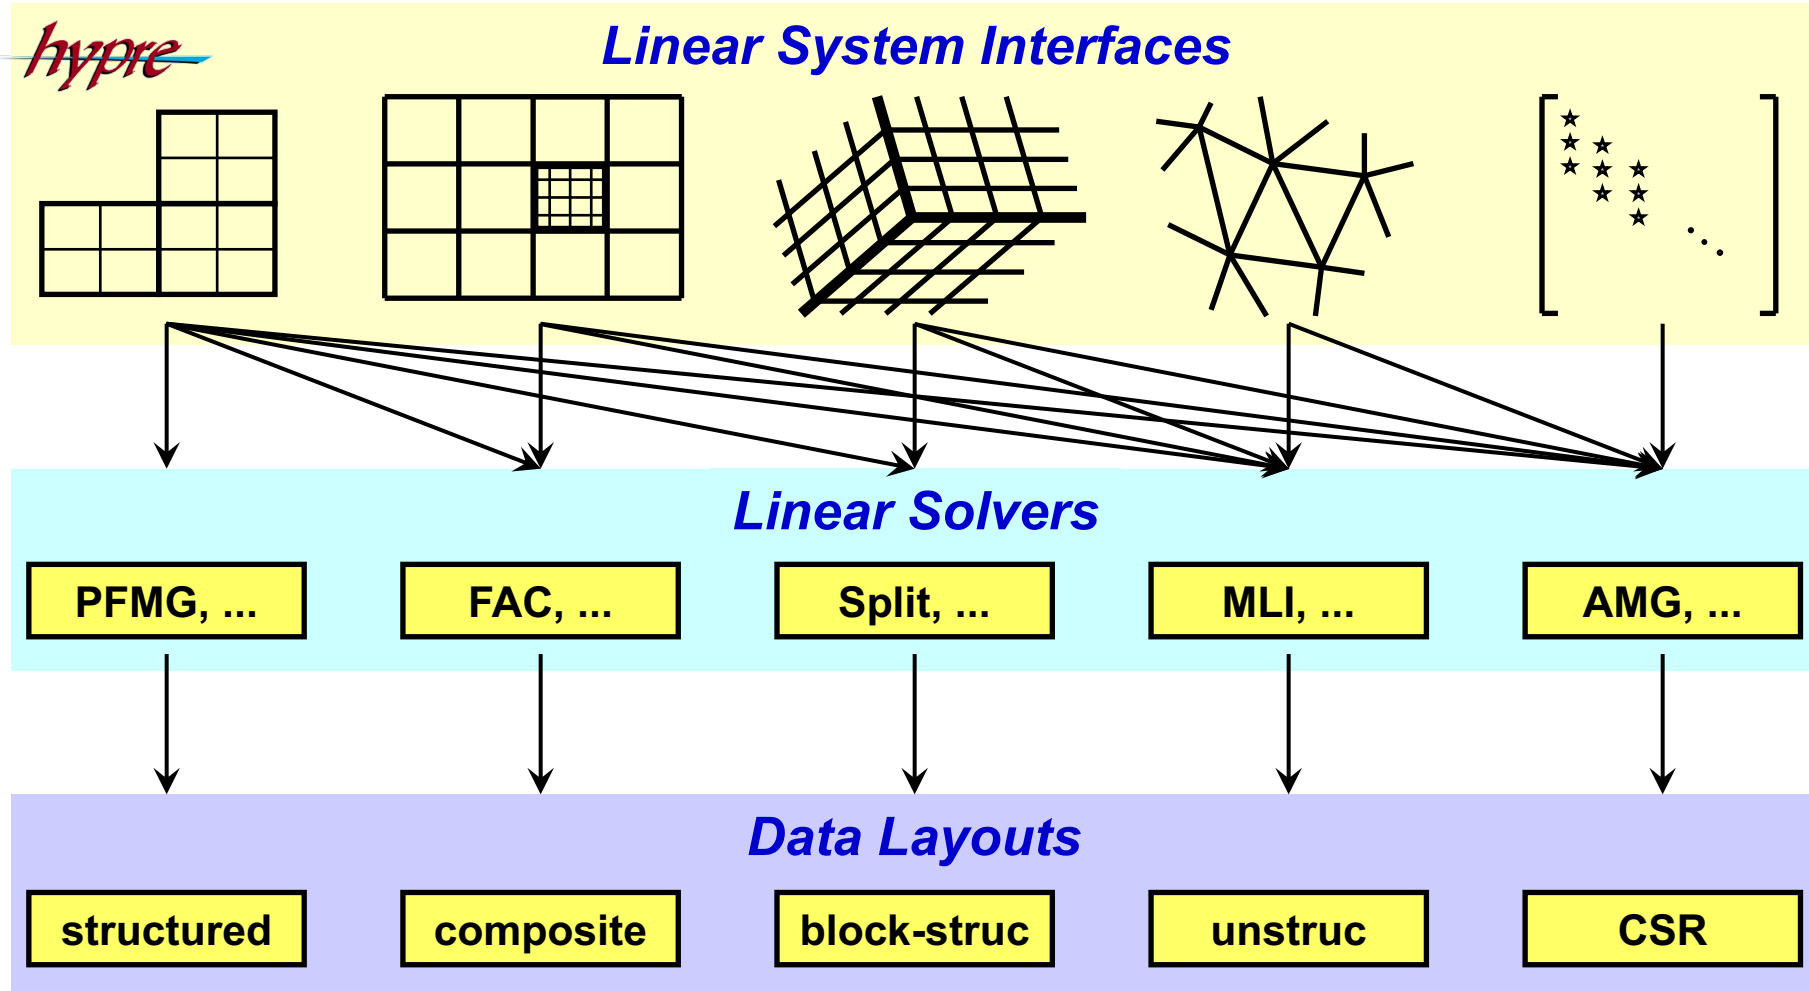 hypre
Linear System Interfaces
Linear Solvers
PFMG, ...
FAC, ...
Split, ...
MLI, ...
AMG, ...
Data Layouts
structured
composite
block-struc
unstruc
CSR